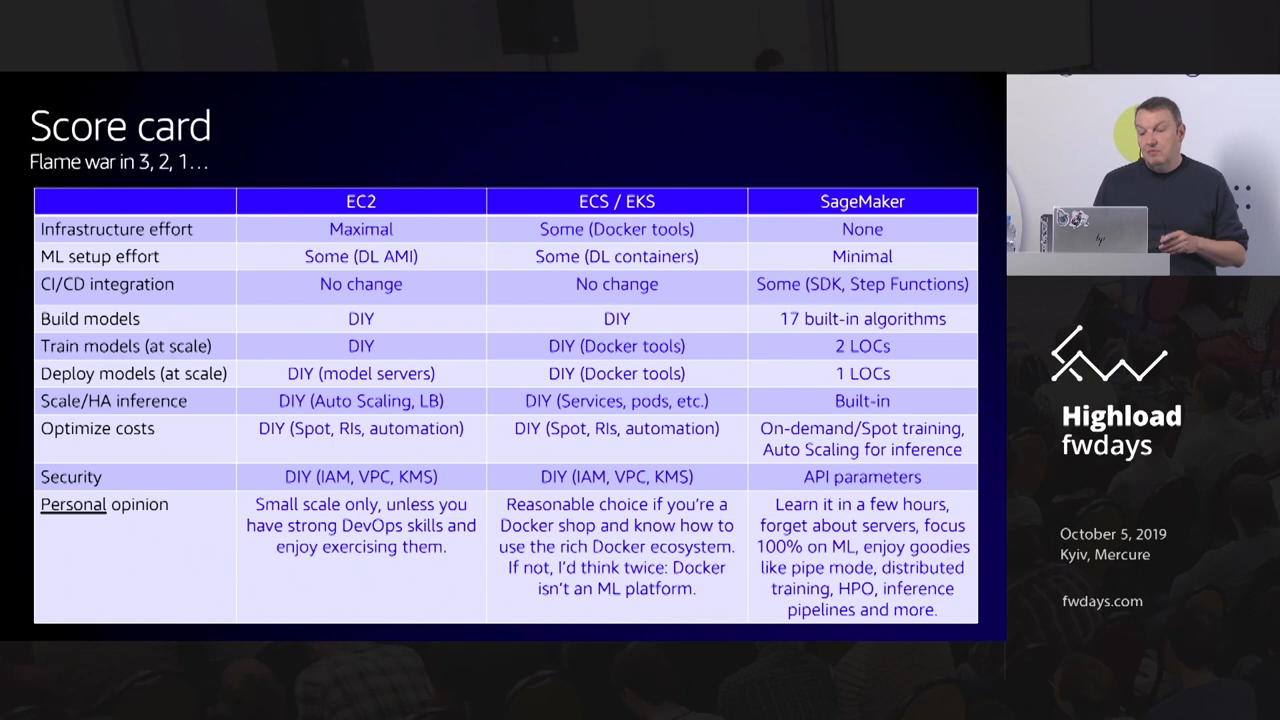 Score card
Flame war in 3, 2, 1…
EC2 ECS / EKS SageMaker
Infrastructure effort Maximal Some (Docker tools) None
ML setup effort Some (DL AMI) Some (DL containers) Minimal
CI/CD integration No change No change Some (SDK, Step Functions)
Build models DIY DIY 17 built-in algorithms
Train models (at scale) DIY DIY (Docker tools) 2 LOCs
Deploy models (at scale) DIY (model servers) DIY (Docker tools) 1 LOCs
Scale/HA inference DIY (Auto Scaling, LB) DIY (Services, pods, etc.) Built-in
Optimize costs DIY (Spot, RIs, automation) DIY (Spot, RIs, automation) On-demand/Spot training,
Auto Scaling for inference
Security DIY (IAM, VPC, KMS) DIY (IAM, VPC, KMS) API parameters
Personal opinion Small scale only, unless you Reasonable choice if you're a Learn it in a few hours,
have strong DevOps skills and Docker shop and know how to forget about servers, focus
enjoy exercising them. use the rich Docker ecosystem. 100% on ML, enjoy goodies
If not, I'd think twice: Docker like pipe mode, distributed
isn't an ML platform. training, HPO, inference
pipelines and more.
hp
Highload
fwdays
October 5, 2019
Kyiv, Mercure
fwdays.com